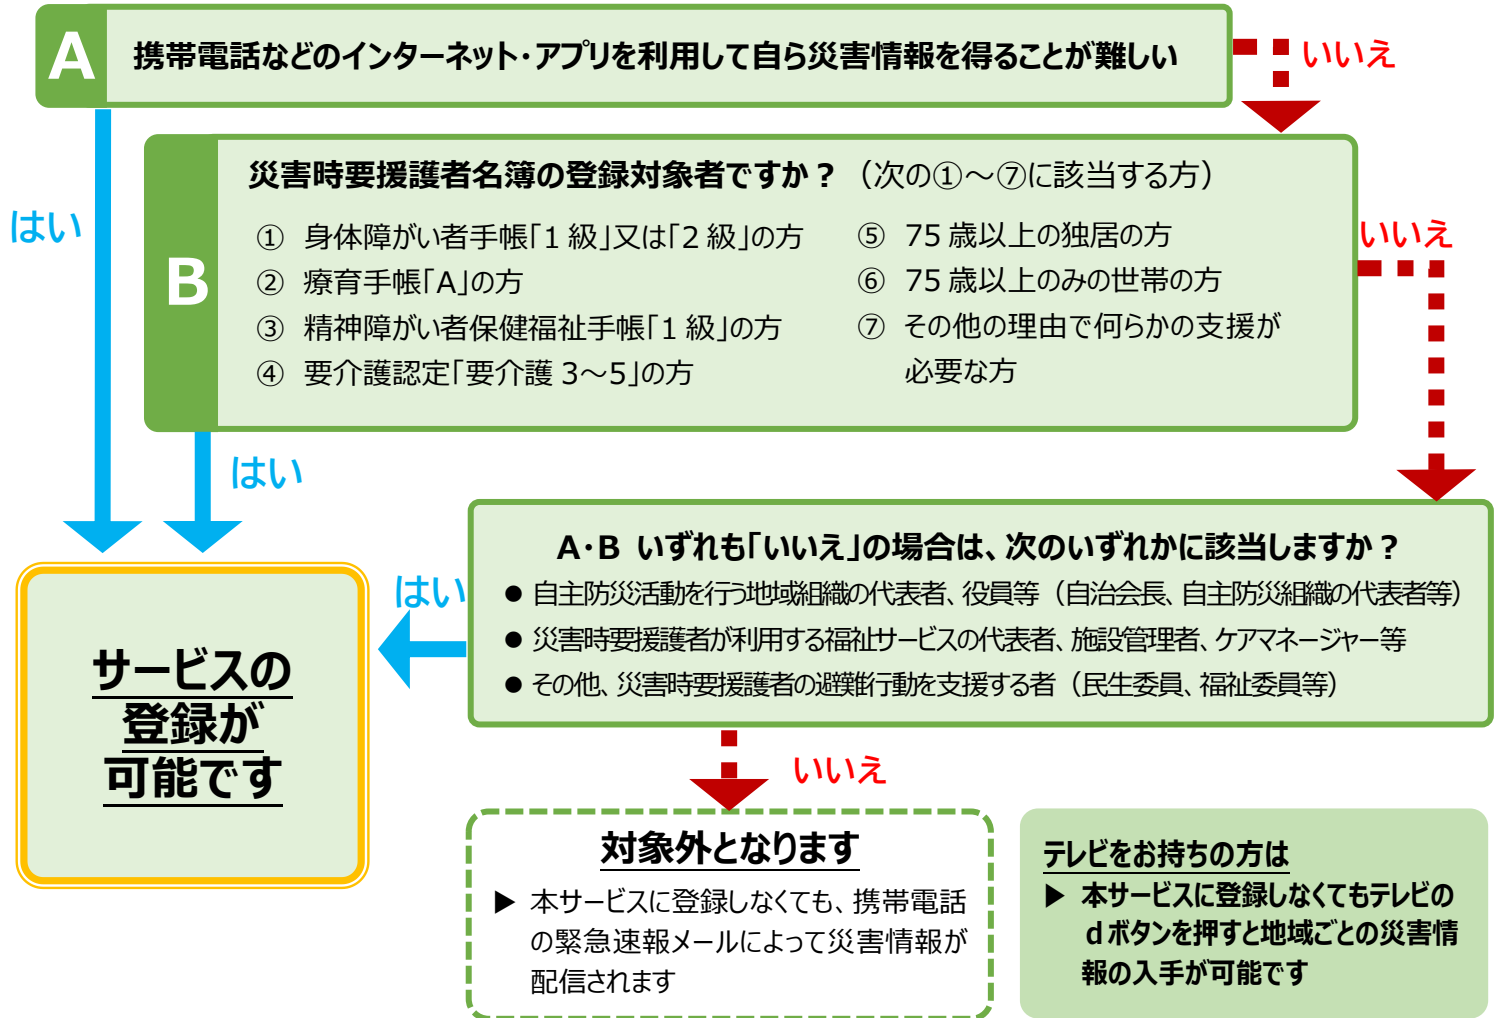 A
携帯電話などのインターネット・アプリを利用して自ら災害情報を得ることが難しい
いいえ
はい
B
災害時要援護者名簿の登録対象者ですか？（次の①～⑦に該当する方）
① 身体障がい者手帳「1 級」又は「2 級」の方
② 療育手帳「A」の方
③ 精神障がい者保健福祉手帳「1 級」の方
④ 要介護認定「要介護 3～5」の方
⑤ 75 歳以上の独居の方
⑥ 75 歳以上のみの世帯の方
⑦ その他の理由で何らかの支援が
必要な方
いいえ
はい
A・B いずれも「いいえ」の場合は、次のいずれかに該当しますか？
● 自主防災活動を行う地域組織の代表者、役員等（自治会長、自主防災組織の代表者等）
● 災害時要援護者が利用する福祉サービスの代表者、施設管理者、ケアマネージャー等
● その他、災害時要援護者の避難行動を支援する者（民生委員、福祉委員等）
はい
サービスの
登録が
可能です
いいえ
対象外となります
▶ 本サービスに登録しなくても、携帯電話
の緊急速報メールによって災害情報が
配信されます
テレビをお持ちの方は
▶ 本サービスに登録しなくてもテレビの
ｄボタンを押すと地域ごとの災害情
報の入手が可能です